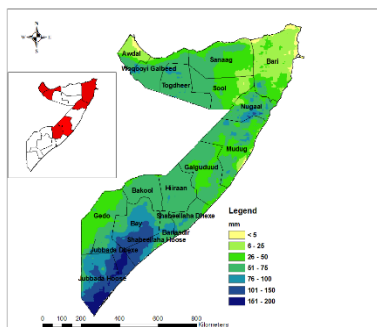 Awdal
Woqooyi Galbeed
Togdheer
Sanaag
Sool
Bari
Nugaal
Mudug
Galguduud
Bakool
Hiiraan
Gedo
Bay
Shabeellaha Dhexe
Banaadir
Shabeellaha Hoose
Jubbada Dhexe
Jubbada Hoose
Legend
mm
< 5
6 - 25
26 - 50
51 - 75
76 - 100
101 - 150
151 - 200
0 100 200 400 600 800
Kilometers